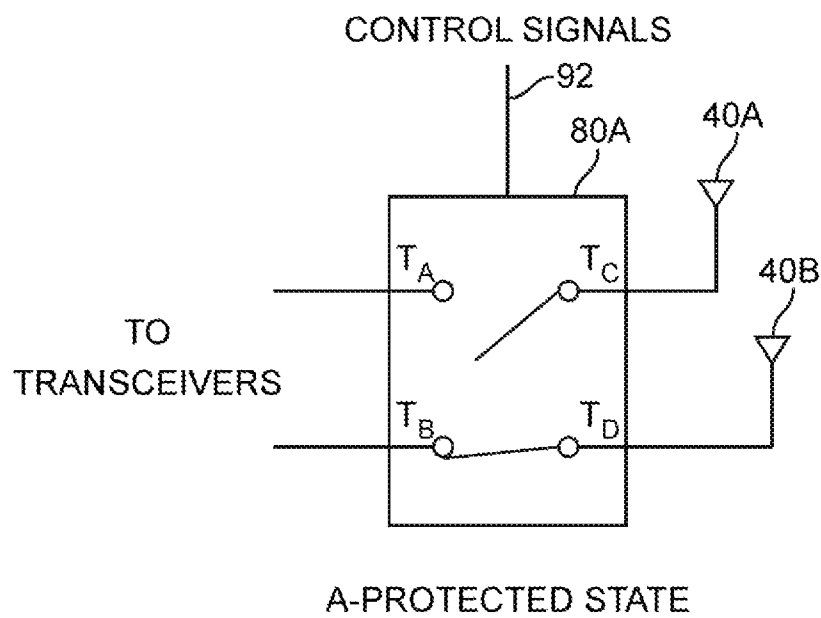 CONTROL SIGNALS
92
80A
40A
T_A
T_C
40B
TO
TRANSCEIVERS
T_B
T_D
A-PROTECTED STATE